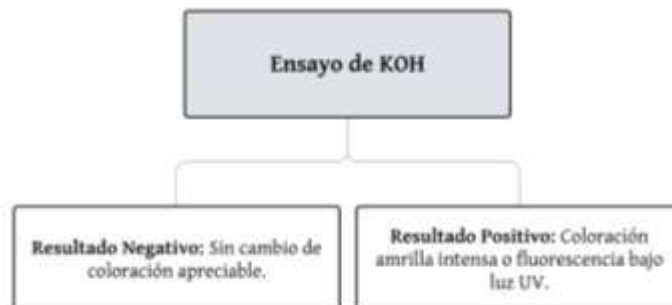 Ensayo de KOH
Resultado Negativo: Sin cambio de
coloración apreciable.
Resultado Positivo: Coloración
amrilla intensa o fluorescencia bajo
luz UV.